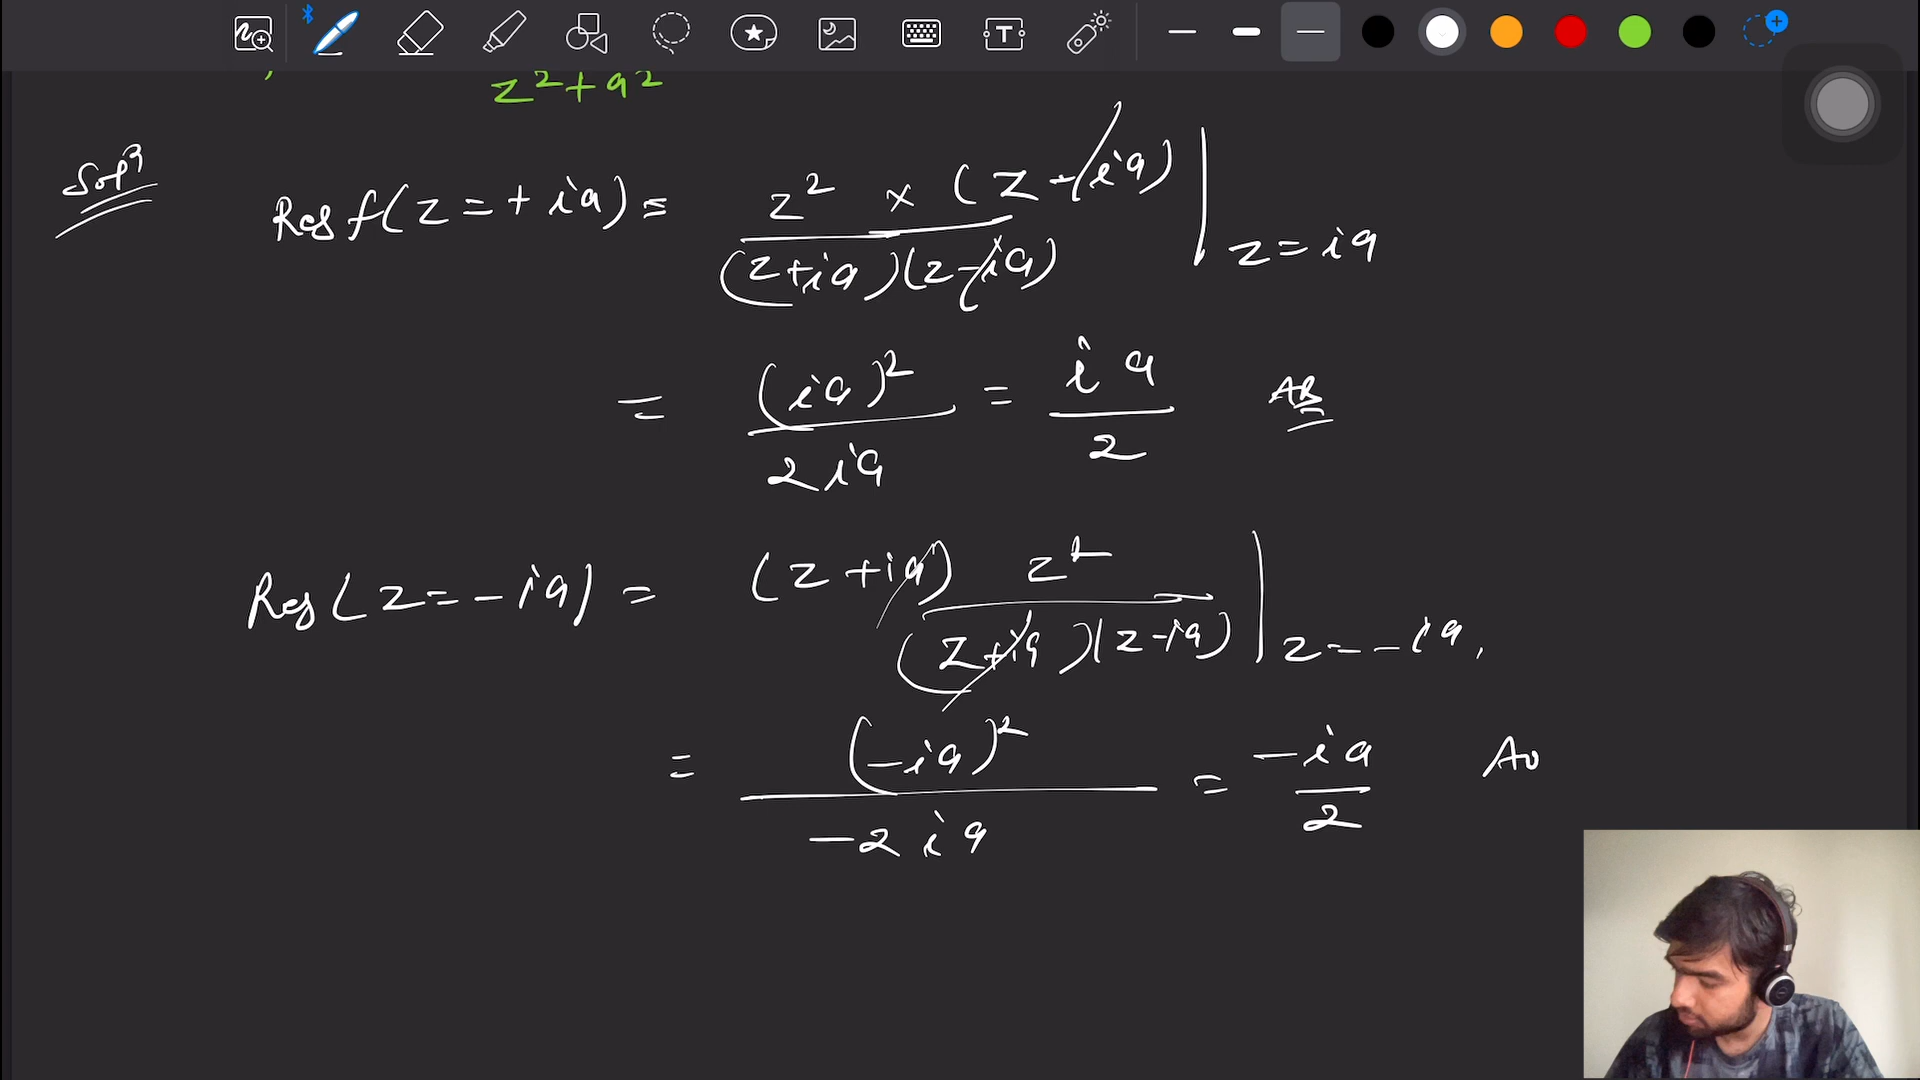 z²+a²
Solⁿ
Res f(z=+ia) = z² × (z-ia) / (z+ia)(z-ia) | z=ia
= (ia)² / 2ia = ia / 2 Ans
Res(z=-ia) = (z+ia) z² / (z+ia)(z-ia) | z=-ia,
= (-ia)² / -2ia = -ia / 2